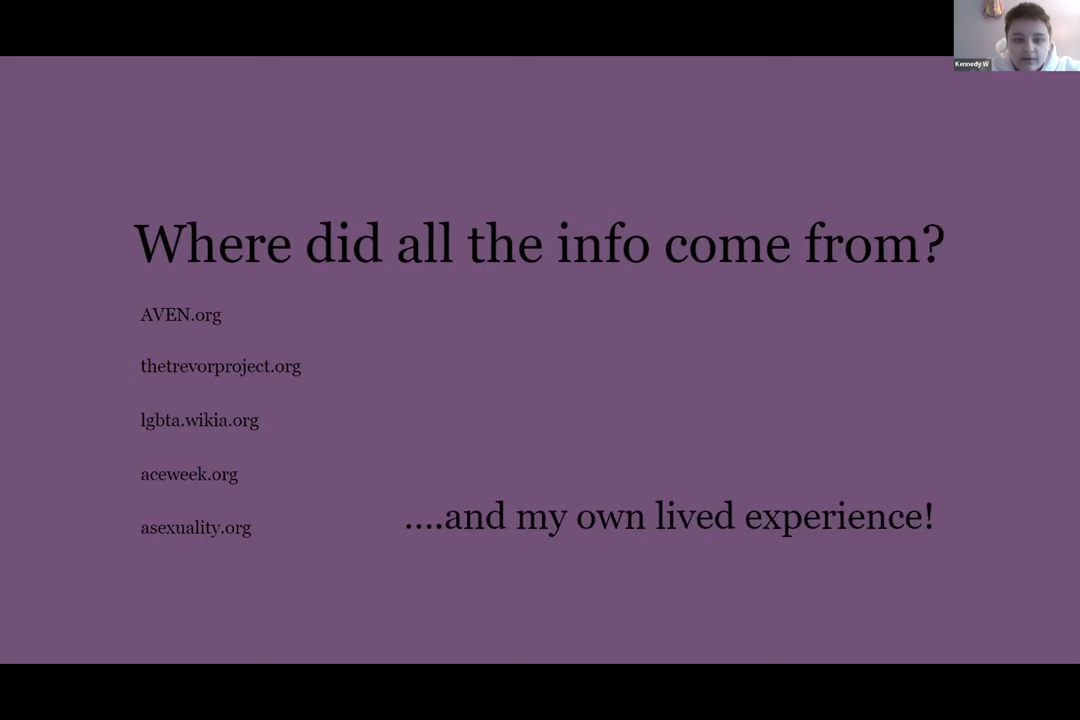 Kennedy W
Where did all the info come from?
AVEN.org
thetrevorproject.org
lgbta.wikia.org
aceweek.org
asexuality.org
....and my own lived experience!